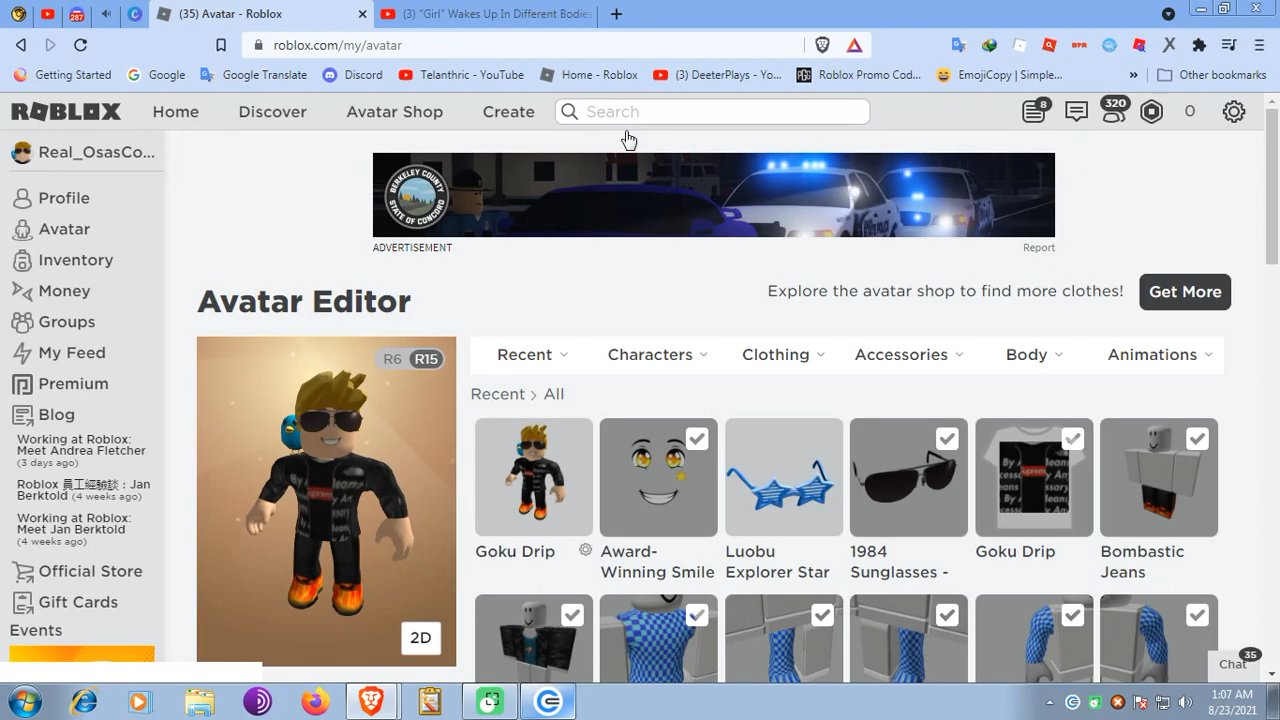 287
(35) Avatar - Roblox
(3) "Girl" Wakes Up In Different Bodies
roblox.com/my/avatar
Getting Started
Google
Google Translate
Discord
Telanthric - YouTube
Home - Roblox
(3) DeeterPlays - Yo...
Roblox Promo Cod...
EmojiCopy | Simple...
»
Other bookmarks
ROBLOX
Home
Discover
Avatar Shop
Create
Search
8
320
0
Real_OsasCo...
Profile
Avatar
Inventory
Money
Groups
My Feed
Premium
Blog
Working at Roblox:
Meet Andrea Fletcher
(3 days ago)
Roblox 員工經驗談：Jan
Berktold (4 weeks ago)
Working at Roblox:
Meet Jan Berktold
(4 weeks ago)
Official Store
Gift Cards
Events
BERKELEY COUNTY
STATE OF CONCORD
ADVERTISEMENT
Report
Avatar Editor
Explore the avatar shop to find more clothes!
Get More
R6
R15
2D
Recent
Characters
Clothing
Accessories
Body
Animations
Recent > All
Goku Drip
Award-
Winning Smile
Luobu
Explorer Star
1984
Sunglasses -
Goku Drip
Bombastic
Jeans
Chat
35
1:07 AM
8/23/2021